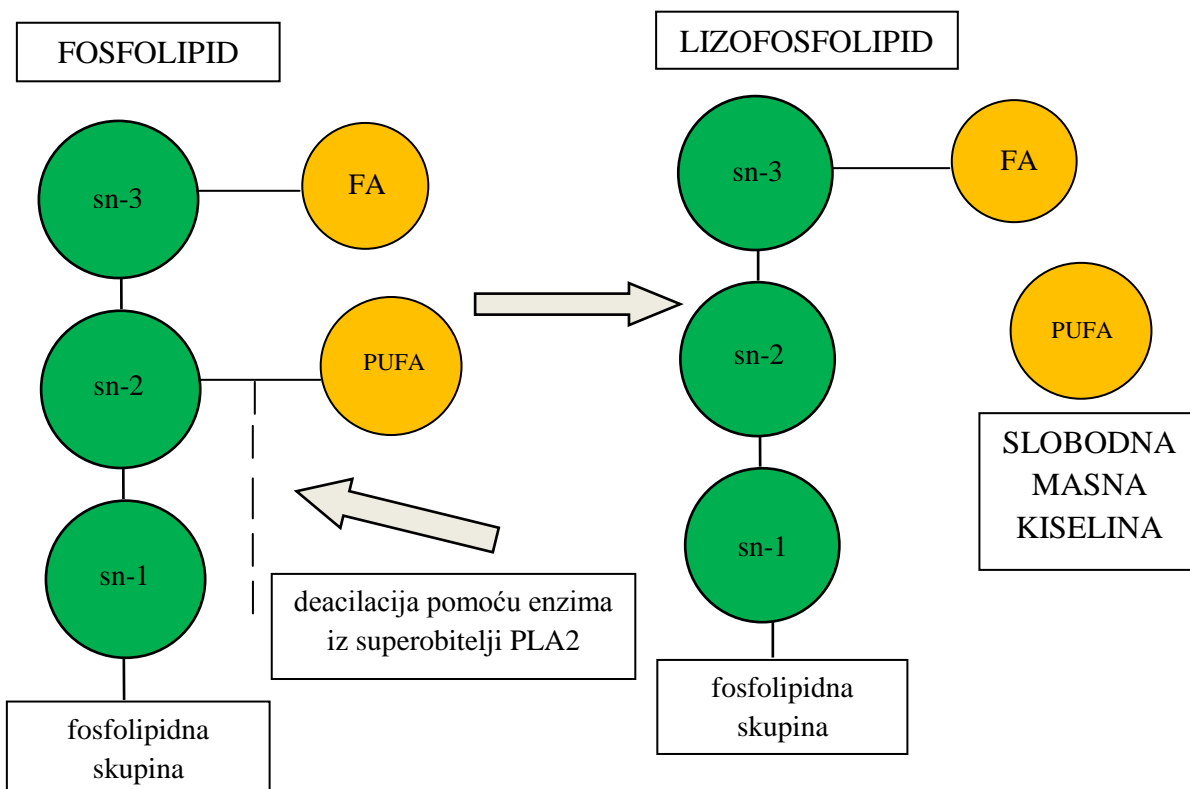 FOSFOLIPID
sn-3
FA
sn-2
PUFA
sn-1
deacilacija pomoću enzima
iz superobitelji PLA2
fosfolipidna
skupina
LIZOFOSFOLIPID
sn-3
FA
sn-2
PUFA
SLOBODNA
MASNA
KISELINA
sn-1
fosfolipidna
skupina